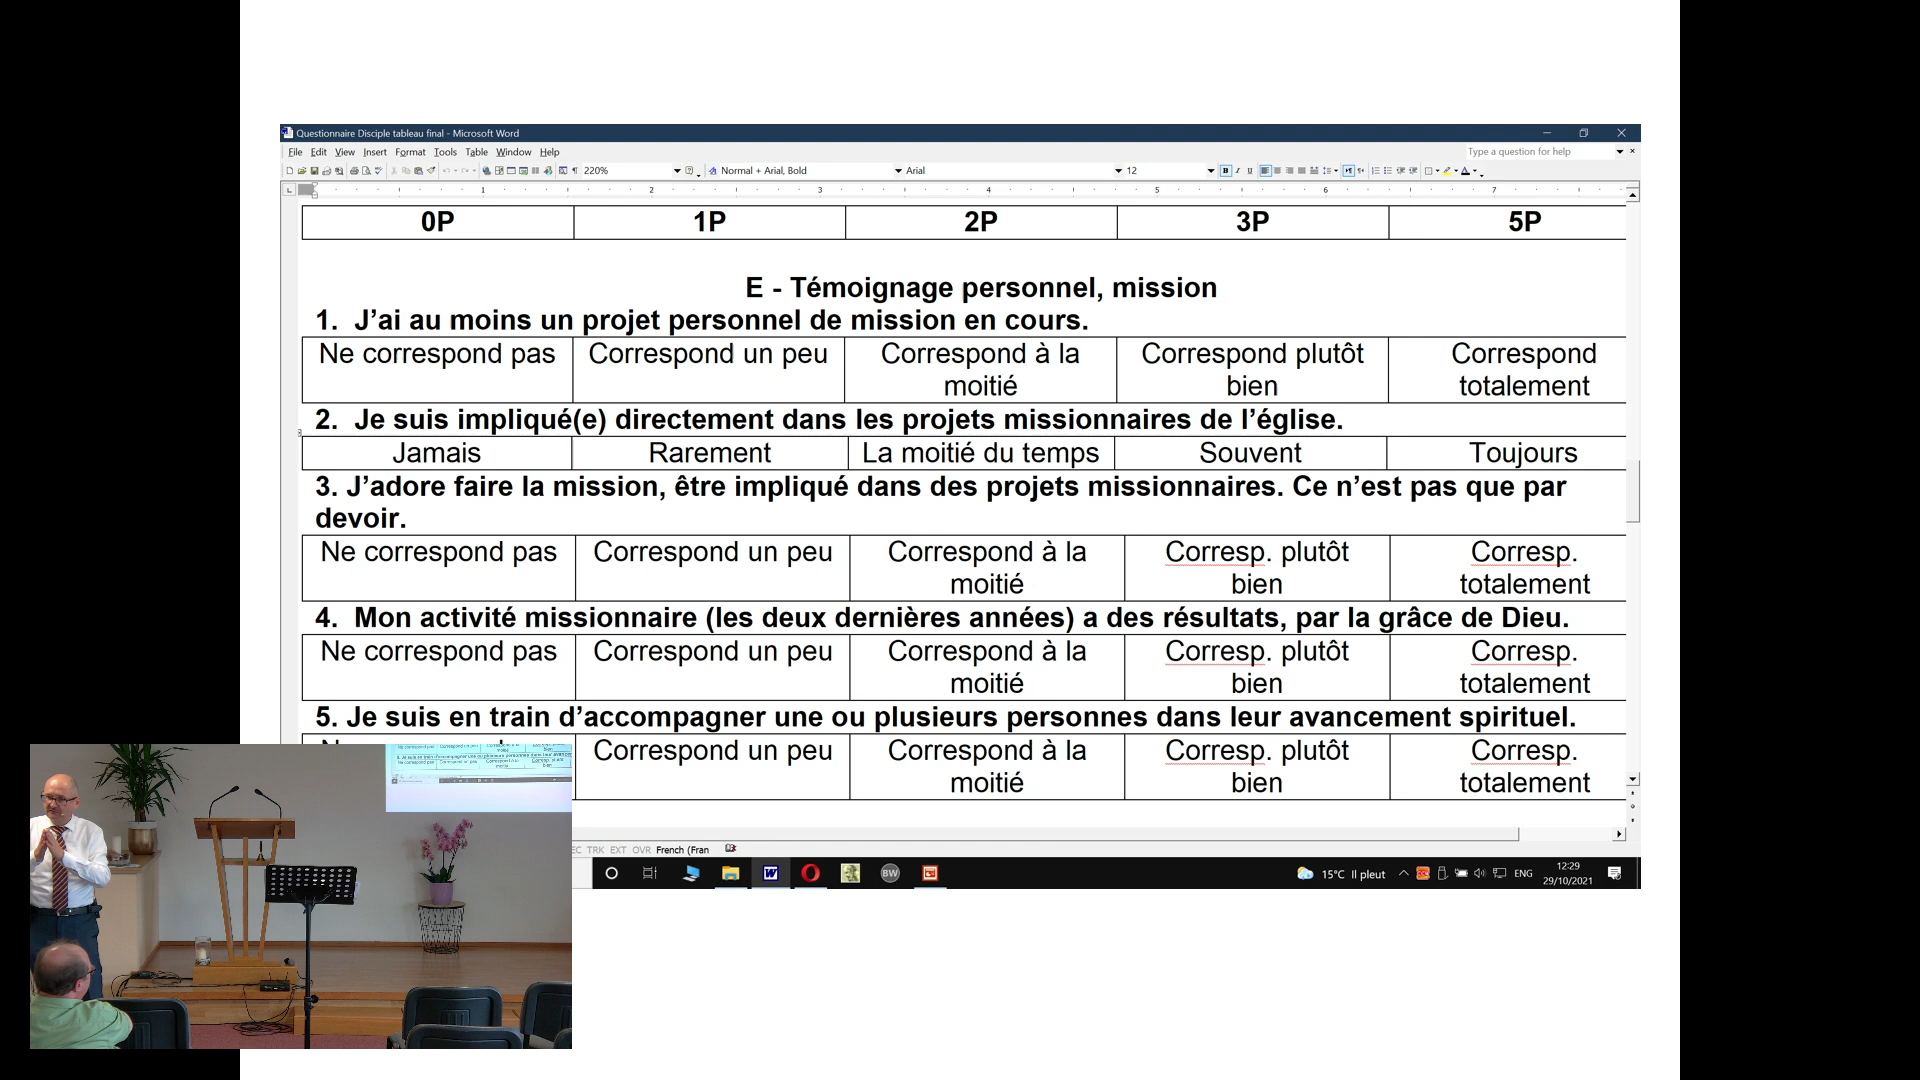 Questionnaire Disciple tableau final - Microsoft Word
File Edit View Insert Format Tools Table Window Help
Type a question for help
220%
Normal + Arial, Bold
Arial
12
1 2 3 4 5 6 7
0P 1P 2P 3P 5P
E - Témoignage personnel, mission
1. J’ai au moins un projet personnel de mission en cours.
Ne correspond pas Correspond un peu Correspond à la moitié Correspond plutôt bien Correspond totalement
2. Je suis impliqué(e) directement dans les projets missionnaires de l’église.
Jamais Rarement La moitié du temps Souvent Toujours
3. J’adore faire la mission, être impliqué dans des projets missionnaires. Ce n’est pas que par
devoir.
Ne correspond pas Correspond un peu Correspond à la moitié Corresp. plutôt bien Corresp. totalement
4. Mon activité missionnaire (les deux dernières années) a des résultats, par la grâce de Dieu.
Ne correspond pas Correspond un peu Correspond à la moitié Corresp. plutôt bien Corresp. totalement
5. Je suis en train d’accompagner une ou plusieurs personnes dans leur avancement spirituel.
Correspond un peu Correspond à la moitié Corresp. plutôt bien Corresp. totalement
TRK EXT OVR French (Fran
BW
15°C Il pleut
ENG
12:29
29/10/2021